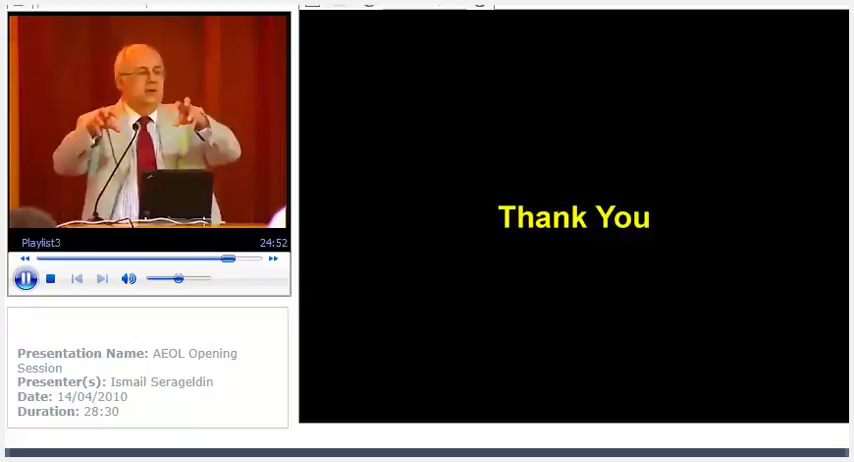 Playlist3 24:52
Presentation Name: AEOL Opening
Session
Presenter(s): Ismail Serageldin
Date: 14/04/2010
Duration: 28:30
Thank You